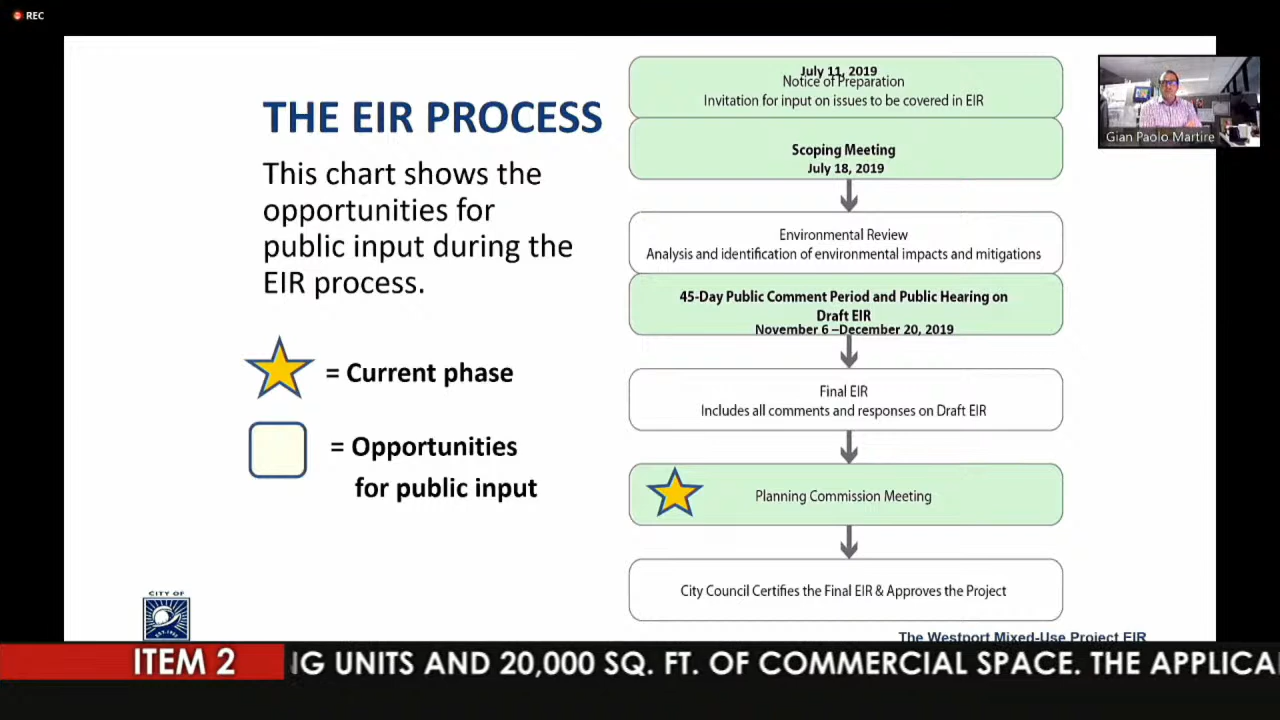 REC
THE EIR PROCESS
This chart shows the
opportunities for
public input during the
EIR process.
= Current phase
= Opportunities
for public input
July 11, 2019
Notice of Preparation
Invitation for input on issues to be covered in EIR
Scoping Meeting
July 18, 2019
Environmental Review
Analysis and identification of environmental impacts and mitigations
45-Day Public Comment Period and Public Hearing on
Draft EIR
November 6 –December 20, 2019
Final EIR
Includes all comments and responses on Draft EIR
Planning Commission Meeting
City Council Certifies the Final EIR & Approves the Project
Gian Paolo Martire
CITY OF
EST. 1955
The Westport Mixed-Use Project EIR
ITEM 2
NG UNITS AND 20,000 SQ. FT. OF COMMERCIAL SPACE. THE APPLICA